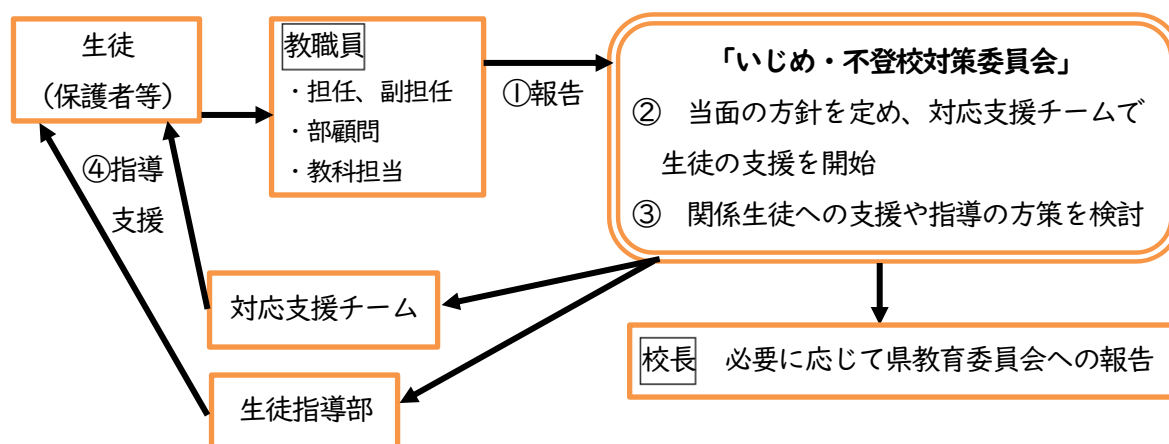 生徒
(保護者等)
教職員
・担任、副担任
・部顧問
・教科担当
①報告
「いじめ・不登校対策委員会」
② 当面の方針を定め、対応支援チームで
生徒の支援を開始
③ 関係生徒への支援や指導の方策を検討
④指導
支援
対応支援チーム
生徒指導部
校長 必要に応じて県教育委員会への報告